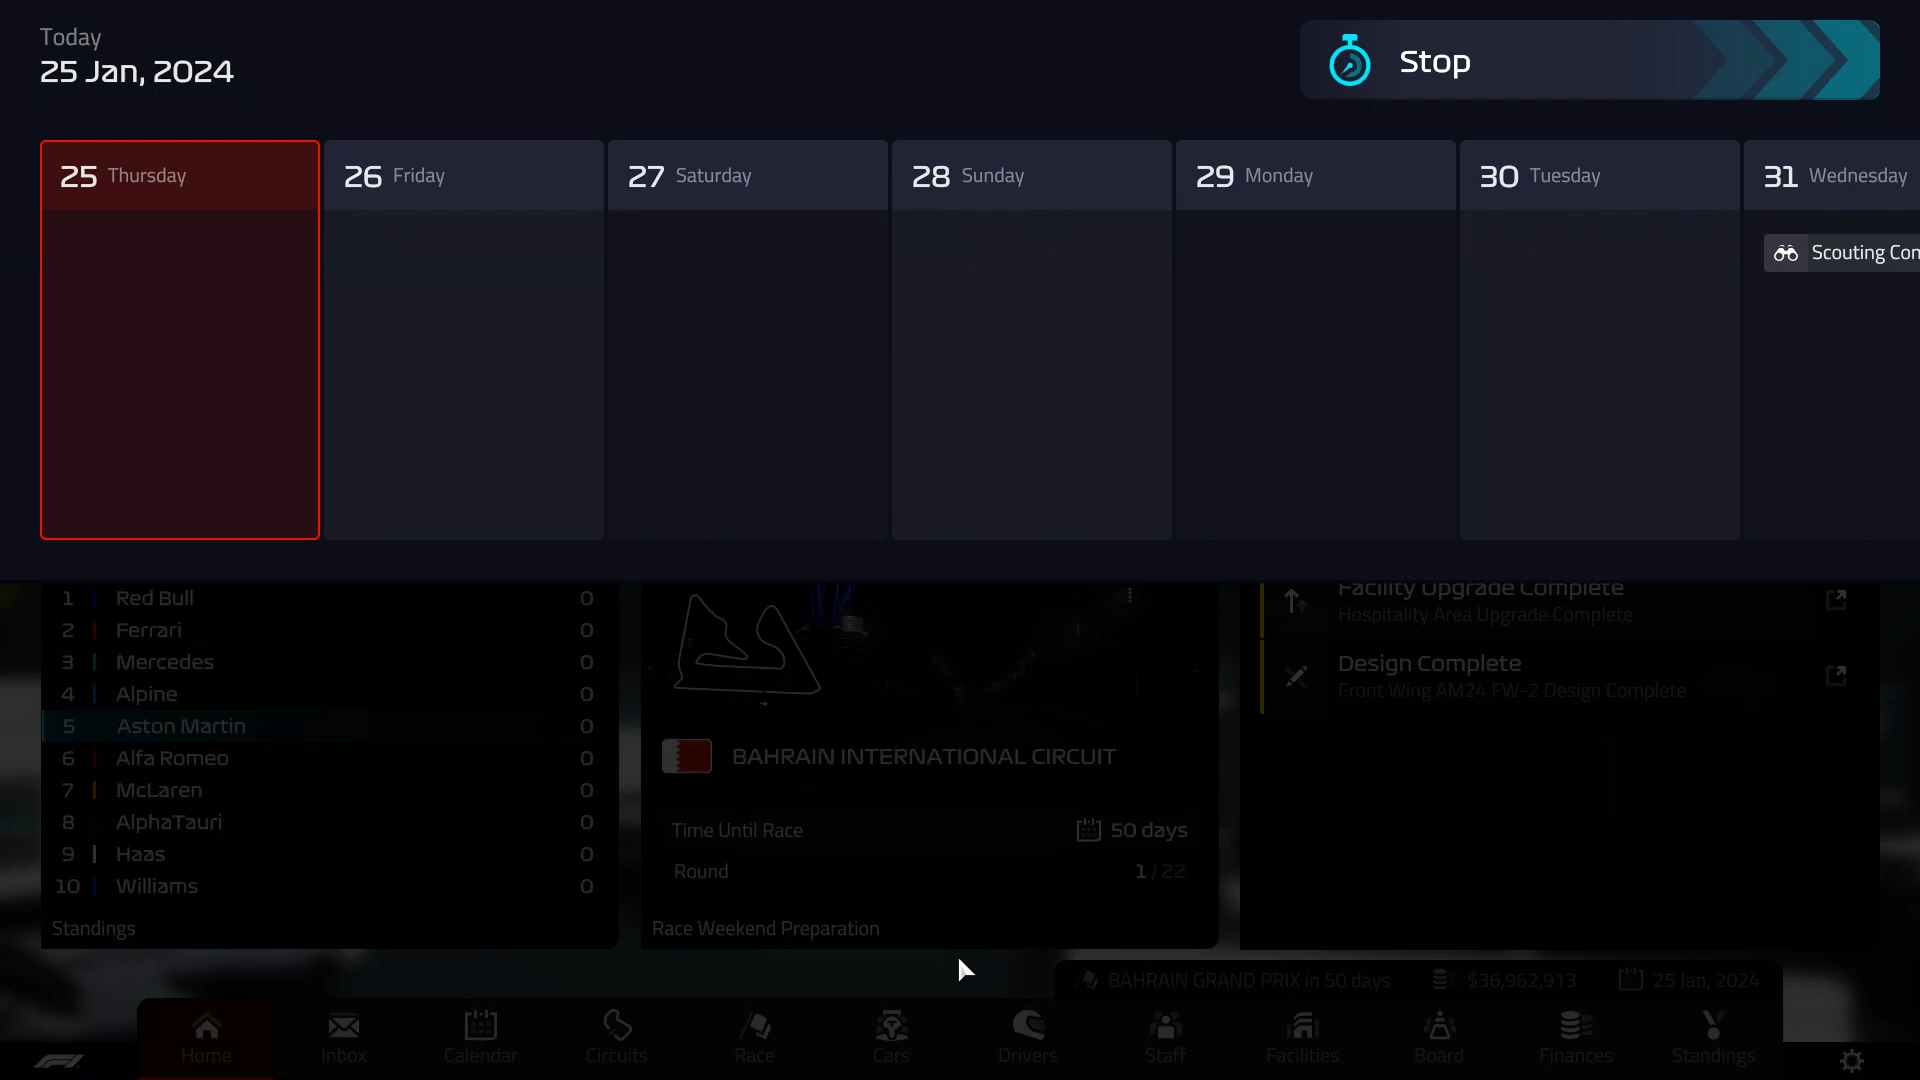 Today
25 Jan, 2024
Stop
25 Thursday
26 Friday
27 Saturday
28 Sunday
29 Monday
30 Tuesday
31 Wednesday
Scouting Con
1 Red Bull 0
2 Ferrari 0
3 Mercedes 0
4 Alpine 0
5 Aston Martin 0
6 Alfa Romeo 0
7 McLaren 0
8 AlphaTauri 0
9 Haas 0
10 Williams 0
Standings
BAHRAIN INTERNATIONAL CIRCUIT
Time Until Race 50 days
Round 1 / 22
Race Weekend Preparation
Facility Upgrade Complete
Hospitality Area Upgrade Complete
Design Complete
Front Wing AM24 FW-2 Design Complete
BAHRAIN GRAND PRIX in 50 days $36,962,913 25 Jan, 2024
Home Inbox Calendar Circuits Race Cars Drivers Staff Facilities Board Finances Standings